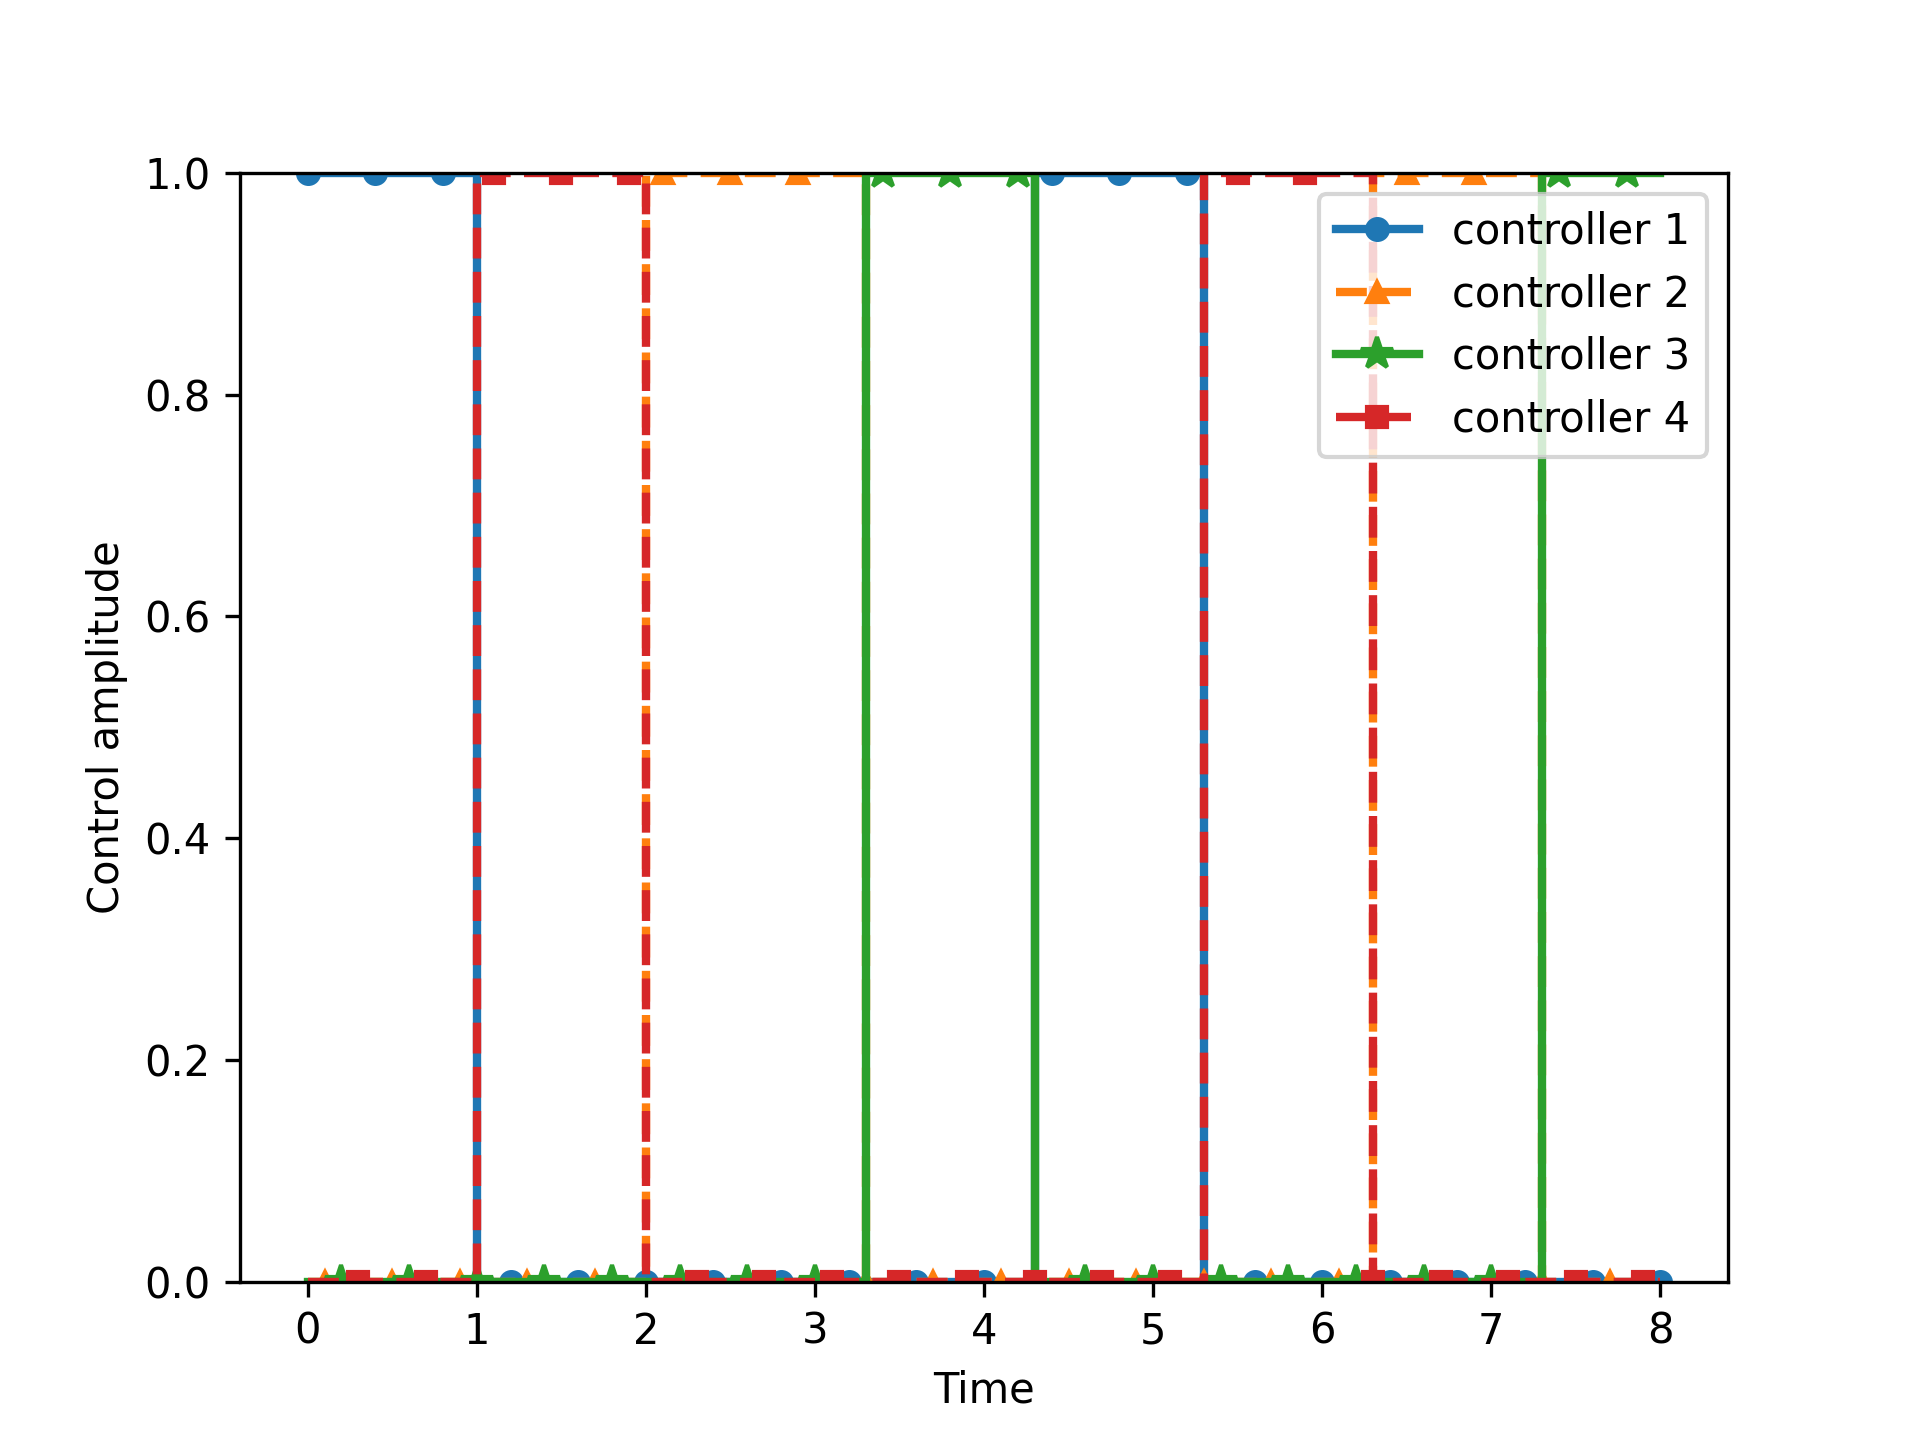 1.0
0.8
0.6
0.4
0.2
0.0
Control amplitude
controller 1
controller 2
controller 3
controller 4
0 1 2 3 4 5 6 7 8
Time